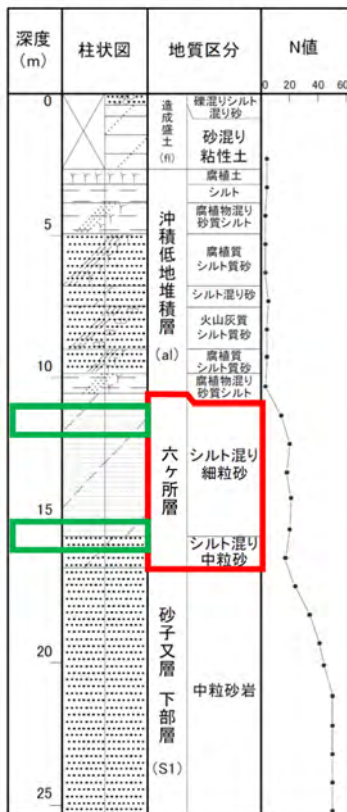 深度
(m)
柱状図
地質区分
N値
0 20 40 60
0
5
10
15
20
25
造成盛土(fl)
礫混りシルト
混り砂
砂混り
粘性土
沖積低地堆積層(al)
腐植土
シルト
腐植物混り
砂質シルト
腐植質
シルト質砂
シルト混り砂
火山灰質
シルト質砂
腐植質
シルト質砂
腐植物混り
砂質シルト
六ヶ所層
シルト混り
細粒砂
シルト混り
中粒砂
砂子又層下部層(S1)
中粒砂岩